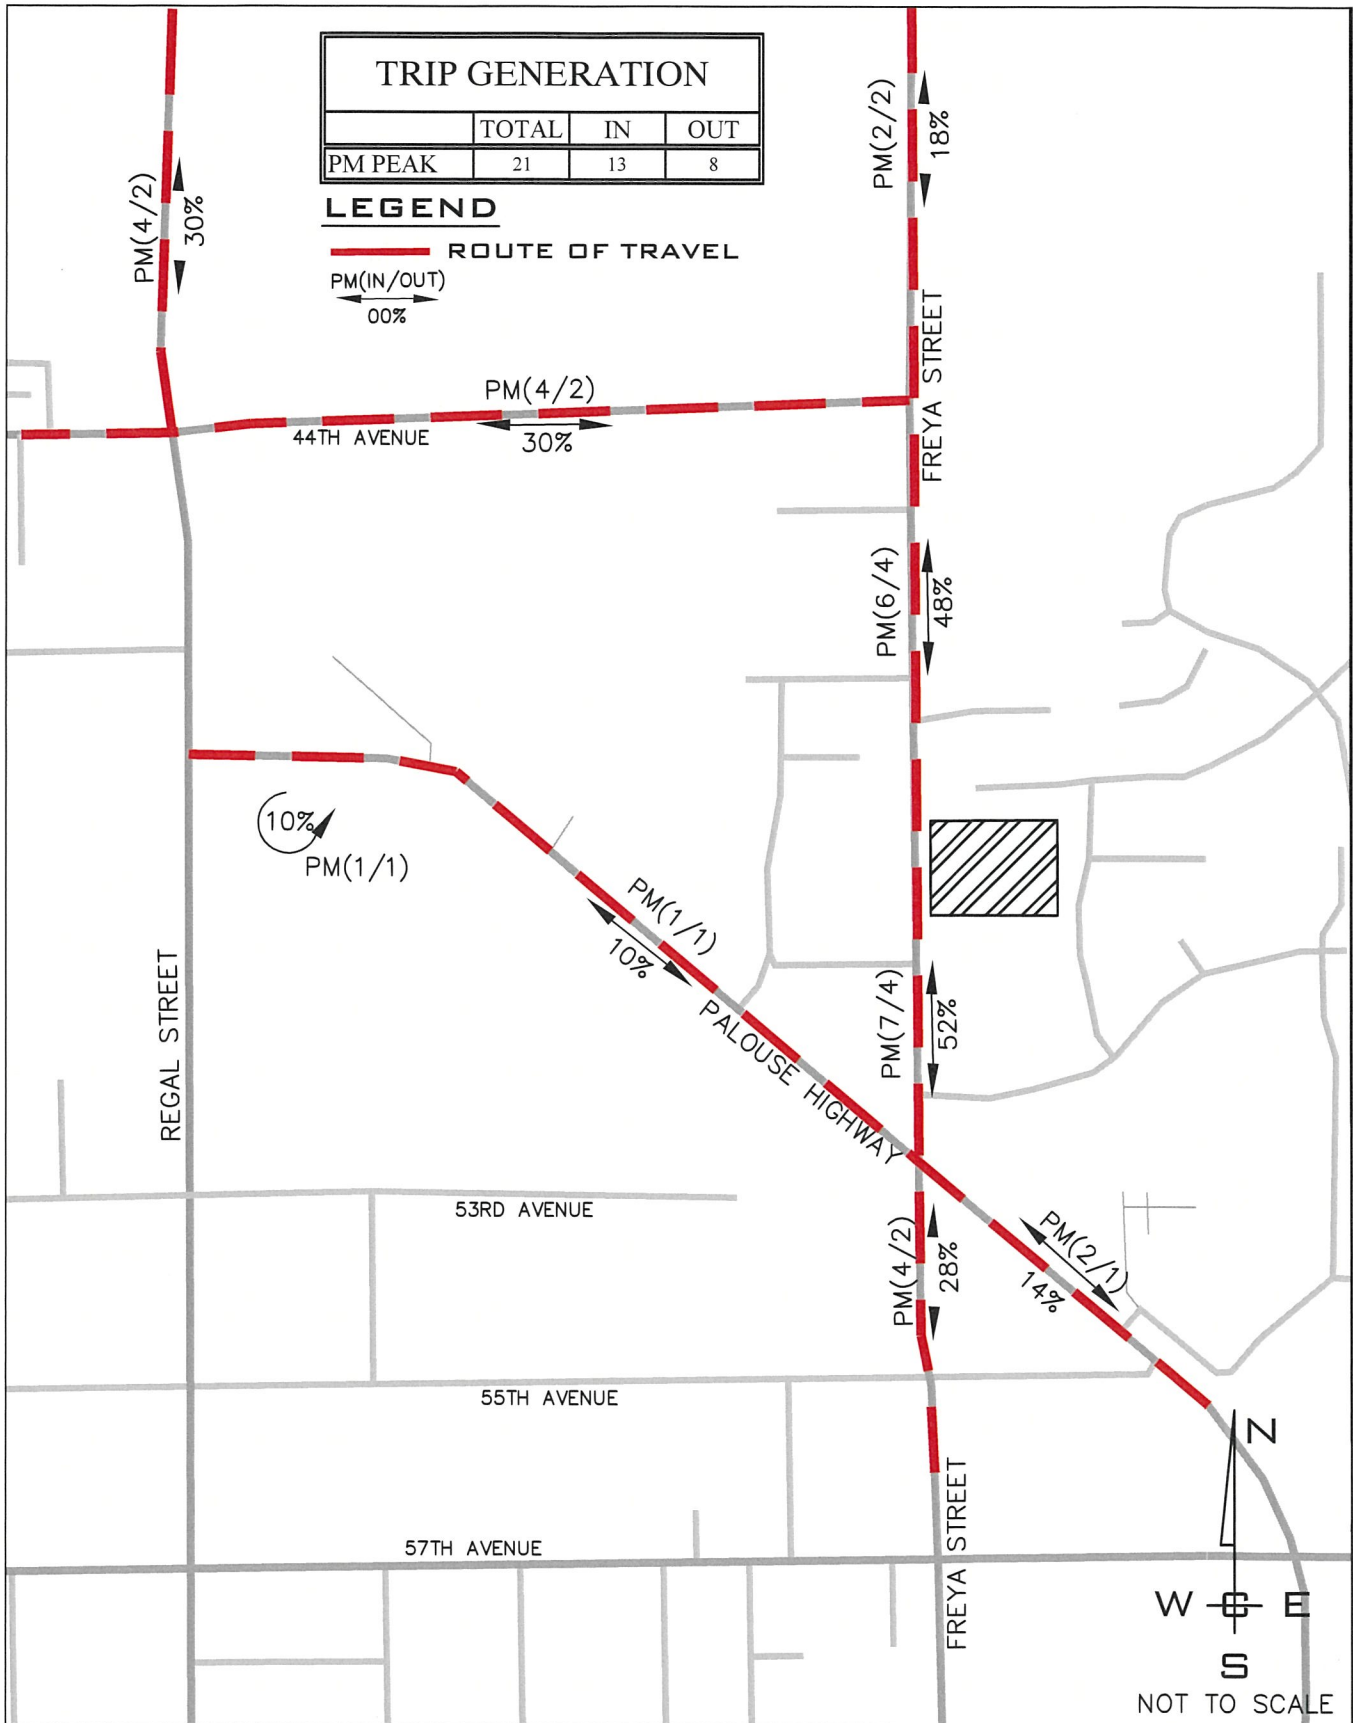 TRIP GENERATION
TOTAL IN OUT
PM PEAK 21 13 8
LEGEND
ROUTE OF TRAVEL
PM(IN/OUT)
00%
PM(4/2)
30%
PM(2/2)
18%
PM(4/2)
30%
44TH AVENUE
FREYA STREET
PM(6/4)
48%
10%
PM(1/1)
PM(1/1)
10%
PALOUSE HIGHWAY
PM(7/4)
52%
REGAL STREET
53RD AVENUE
PM(4/2)
28%
PM(2/1)
14%
55TH AVENUE
57TH AVENUE
FREYA STREET
N
W E
S
NOT TO SCALE